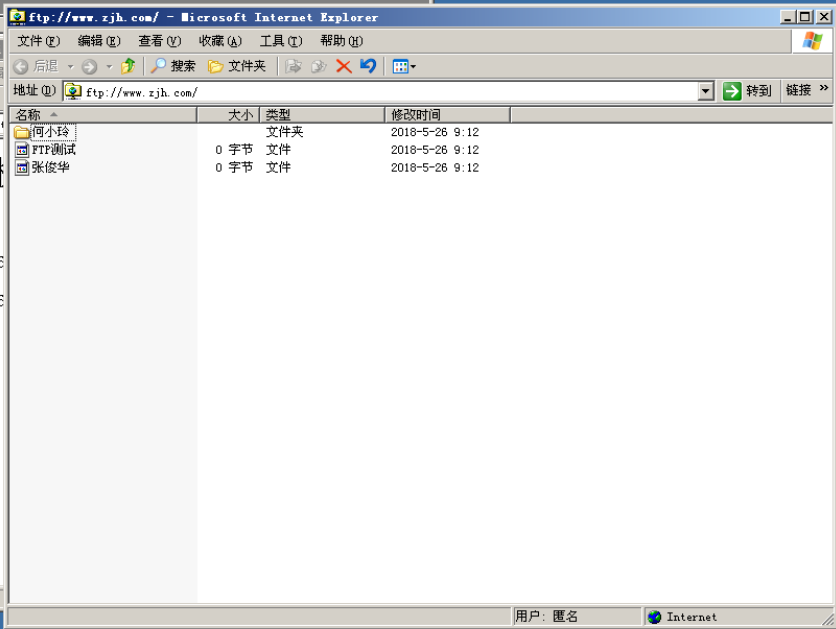 ftp://www.zjh.com/ - Microsoft Internet Explorer
文件(F) 编辑(E) 查看(V) 收藏(A) 工具(T) 帮助(H)
后退 搜索 文件夹
地址(D) ftp://www.zjh.com/ 转到 链接 »
名称 大小 类型 修改时间
何小玲 文件夹 2018-5-26 9:12
FTP测试 0 字节 文件 2018-5-26 9:12
张俊华 0 字节 文件 2018-5-26 9:12
用户: 匿名 Internet